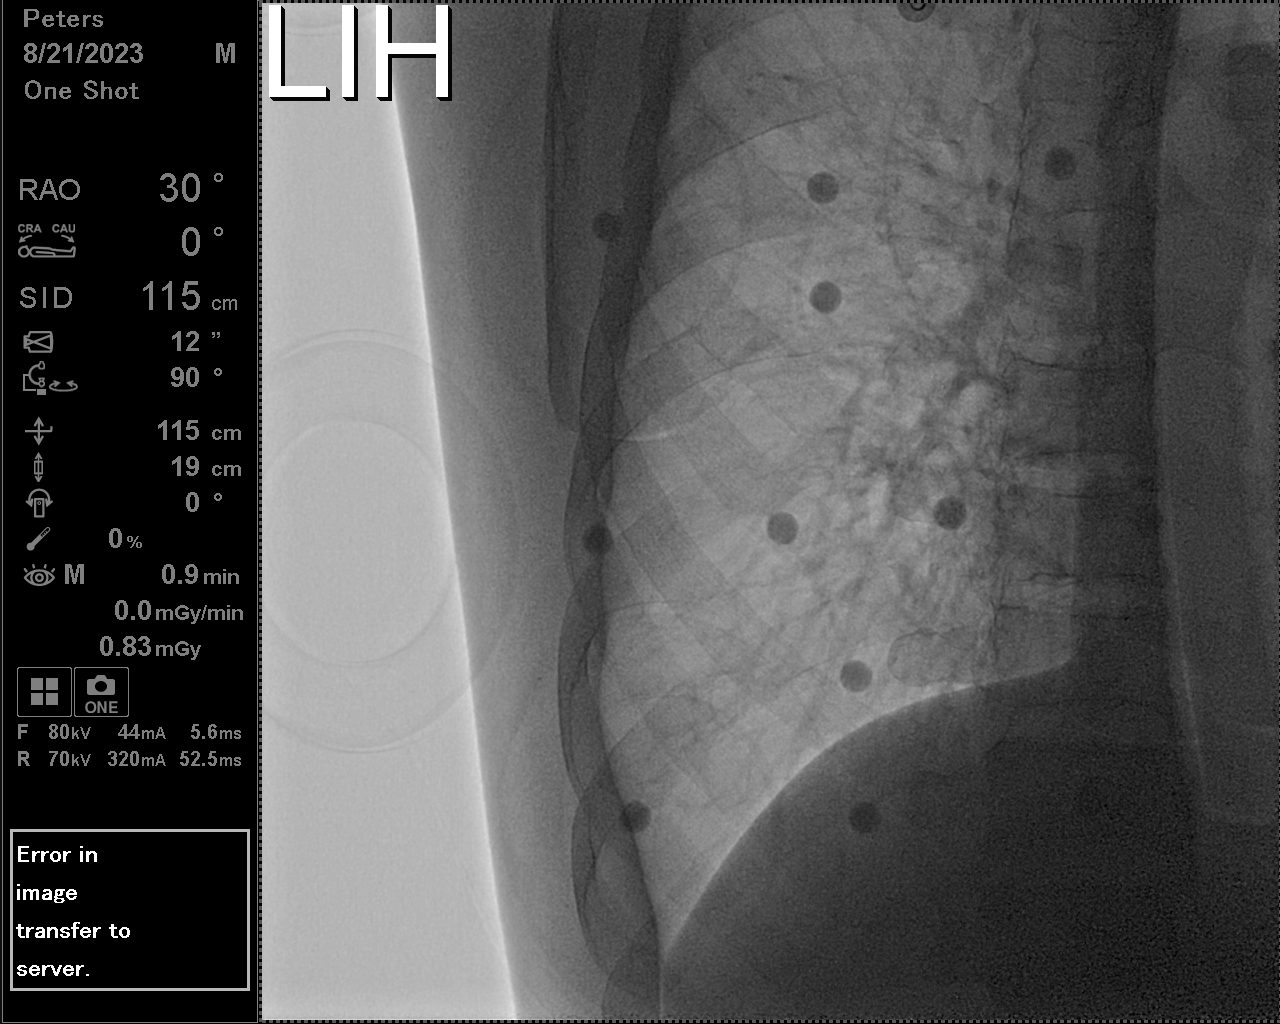 Peters
8/21/2023 M
One Shot
RAO 30 °
CRA CAU
0 °
SID 115 cm
12 ”
90 °
115 cm
19 cm
0 °
0 %
M 0.9 min
0.0 mGy/min
0.83 mGy
ONE
F 80kV 44mA 5.6ms
R 70kV 320mA 52.5ms
Error in
image
transfer to
server.
LIH